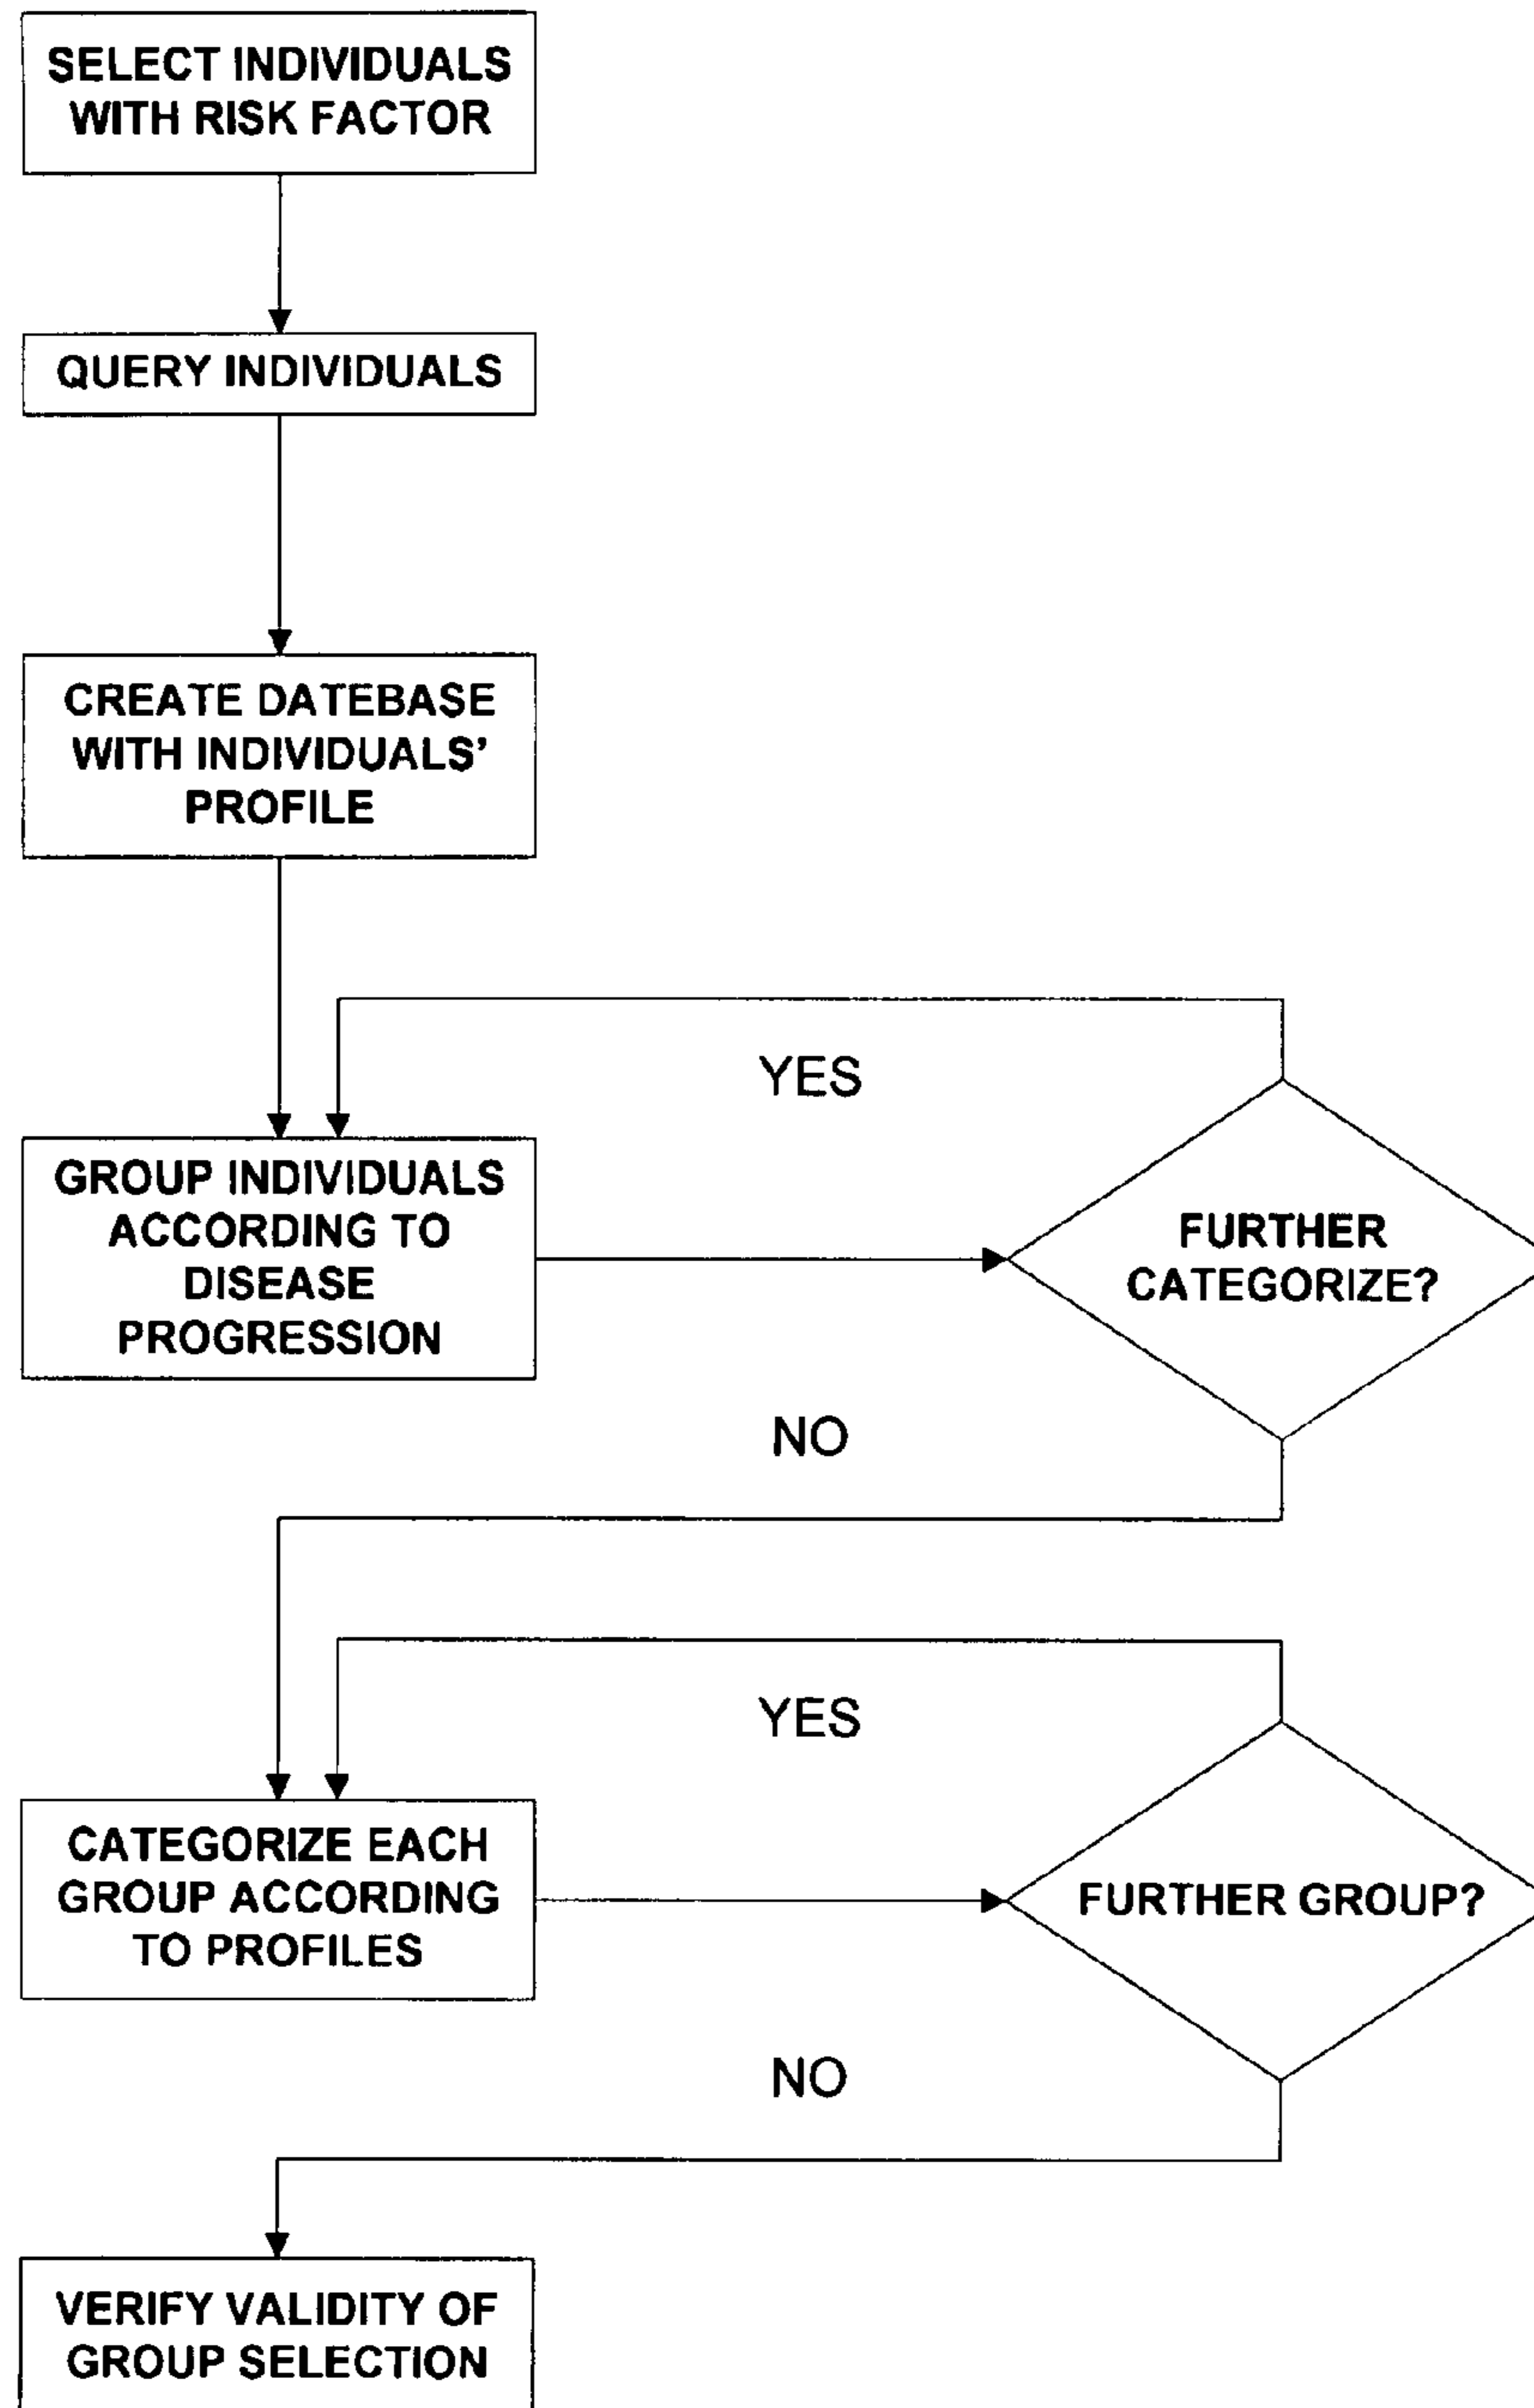 SELECT INDIVIDUALS
WITH RISK FACTOR
QUERY INDIVIDUALS
CREATE DATEBASE
WITH INDIVIDUALS'
PROFILE
YES
GROUP INDIVIDUALS
ACCORDING TO
DISEASE
PROGRESSION
FURTHER
CATEGORIZE?
NO
YES
CATEGORIZE EACH
GROUP ACCORDING
TO PROFILES
FURTHER GROUP?
NO
VERIFY VALIDITY OF
GROUP SELECTION